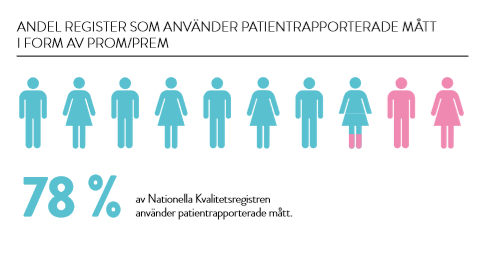 ANDEL REGISTER SOM ANVÄNDER PATIENTRAPPORTERADE MÅTT
I FORM AV PROM/PREM
78 %
av Nationella Kvalitetsregistren
använder patientrapporterade mått.